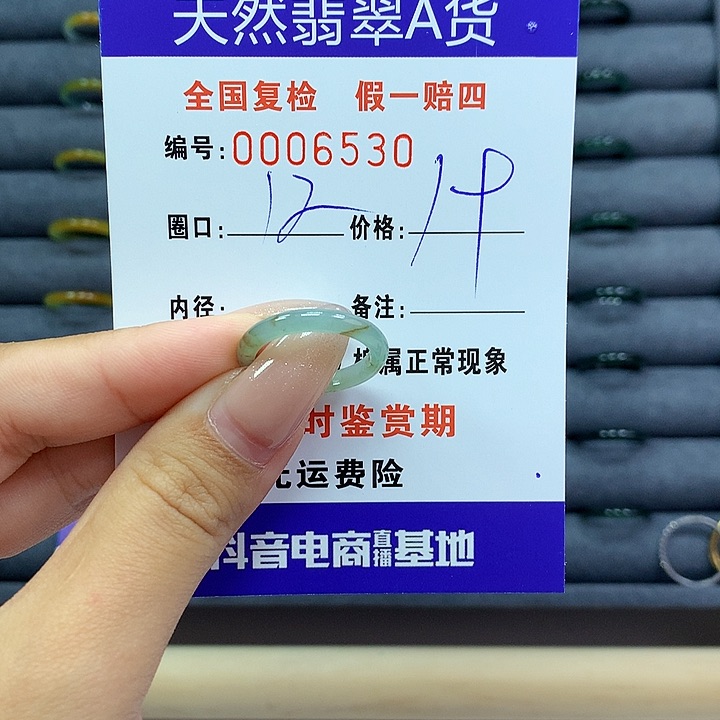 天然翡翠A货
全国复检 假一赔四
编号:0006530
圈口: 12 价格:
内径: 备注:
属正常现象
时鉴赏期
运费险
抖音电商直播基地